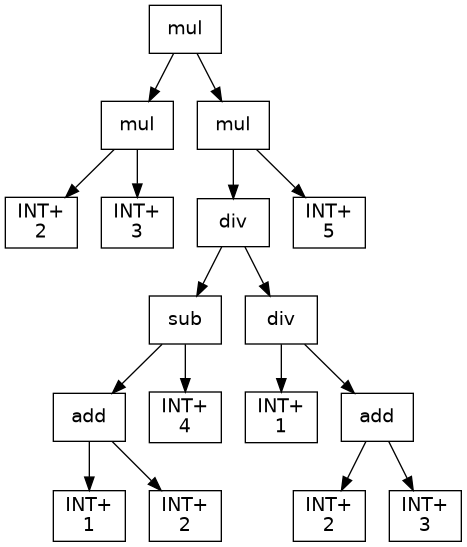 mul
mul
mul
INT+
2
INT+
3
div
INT+
5
sub
div
add
INT+
4
INT+
1
add
INT+
1
INT+
2
INT+
2
INT+
3